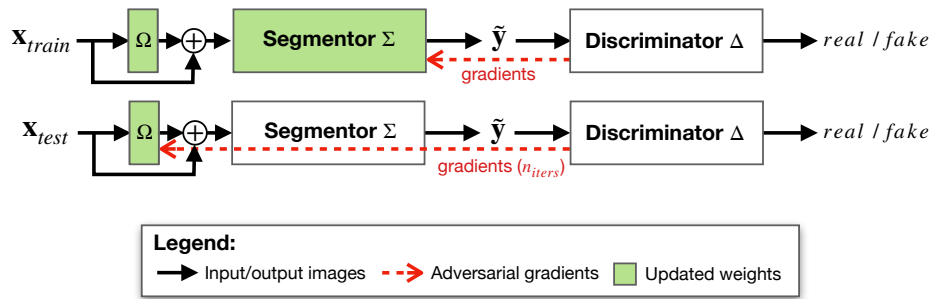 x_train Ω ⊕ Segmentor Σ ỹ Discriminator Δ real / fake
gradients
x_test Ω ⊕ Segmentor Σ ỹ Discriminator Δ real / fake
gradients (n_iters)
Legend:
Input/output images Adversarial gradients Updated weights